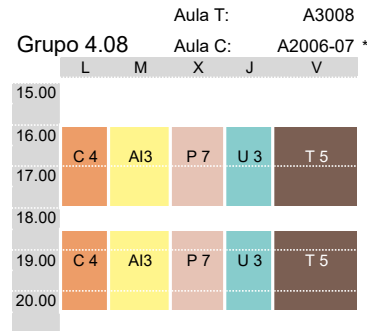 Aula T: A3008
Grupo 4.08 Aula C: A2006-07 *
L M X J V
15.00
16.00
C 4 AI3 P 7 U 3 T 5
17.00
18.00
19.00 C 4 AI3 P 7 U 3 T 5
20.00